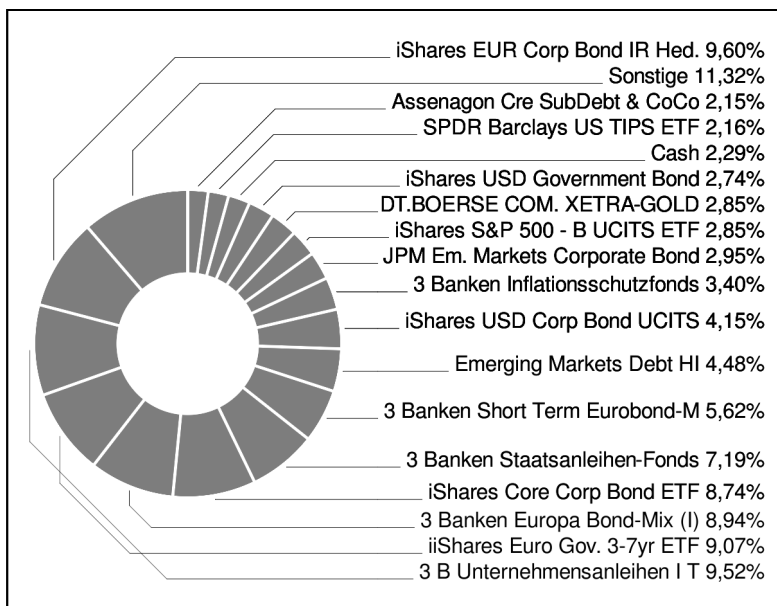 iShares EUR Corp Bond IR Hed. 9,60%
Sonstige 11,32%
Assenagon Cre SubDebt & CoCo 2,15%
SPDR Barclays US TIPS ETF 2,16%
Cash 2,29%
iShares USD Government Bond 2,74%
DT.BOERSE COM. XETRA-GOLD 2,85%
iShares S&P 500 - B UCITS ETF 2,85%
JPM Em. Markets Corporate Bond 2,95%
3 Banken Inflationsschutzfonds 3,40%
iShares USD Corp Bond UCITS 4,15%
Emerging Markets Debt HI 4,48%
3 Banken Short Term Eurobond-M 5,62%
3 Banken Staatsanleihen-Fonds 7,19%
iShares Core Corp Bond ETF 8,74%
3 Banken Europa Bond-Mix (I) 8,94%
iiShares Euro Gov. 3-7yr ETF 9,07%
3 B Unternehmensanleihen I T 9,52%